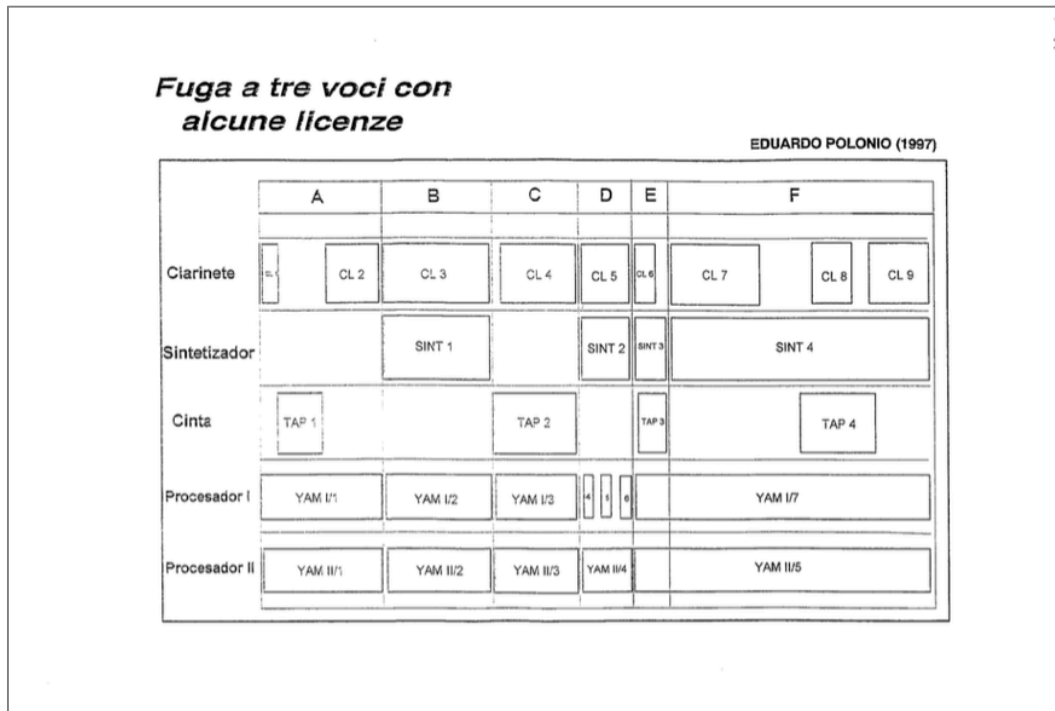 Fuga a tre voci con
alcune licenze
EDUARDO POLONIO (1997)
A B C D E F
Clarinete CL 1 CL 2 CL 3 CL 4 CL 5 CL 6 CL 7 CL 8 CL 9
Sintetizador SINT 1 SINT 2 SINT 3 SINT 4
Cinta TAP 1 TAP 2 TAP 3 TAP 4
Procesador I YAM I/1 YAM I/2 YAM I/3 4 5 6 YAM I/7
Procesador II YAM II/1 YAM II/2 YAM II/3 YAM II/4 YAM II/5